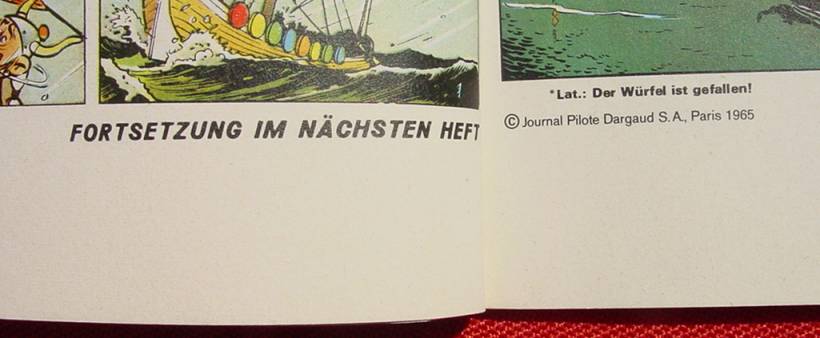 FORTSETZUNG IM NÄCHSTEN HEFT
*Lat.: Der Würfel ist gefallen!
© Journal Pilote Dargaud S.A., Paris 1965